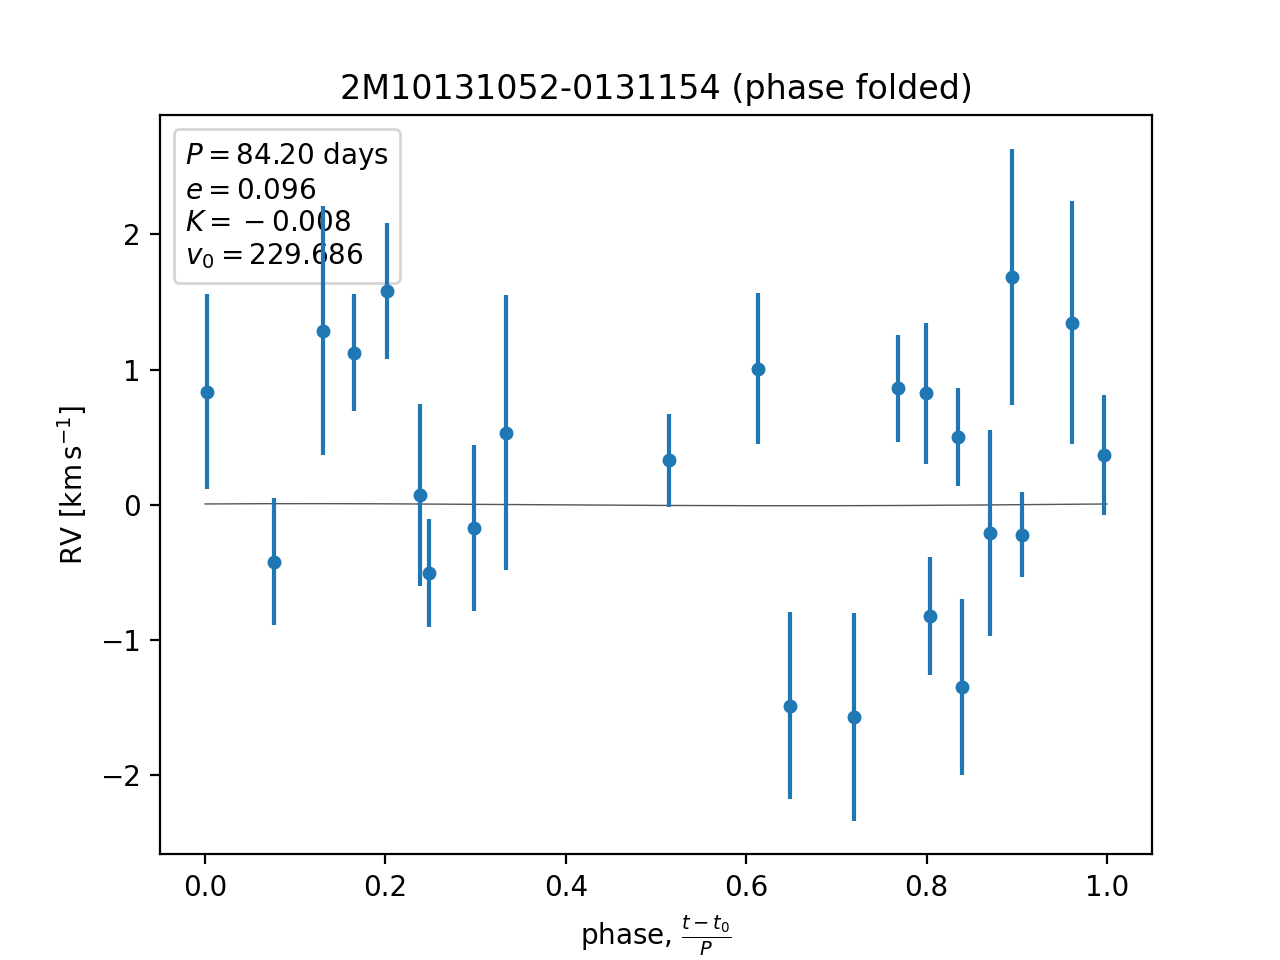 2M10131052-0131154 (phase folded)
P = 84.20 days
e = 0.096
K = −0.008
v₀ = 229.686
2
1
0
−1
−2
RV [km s⁻¹]
0.0 0.2 0.4 0.6 0.8 1.0
phase, (t − t₀)/P